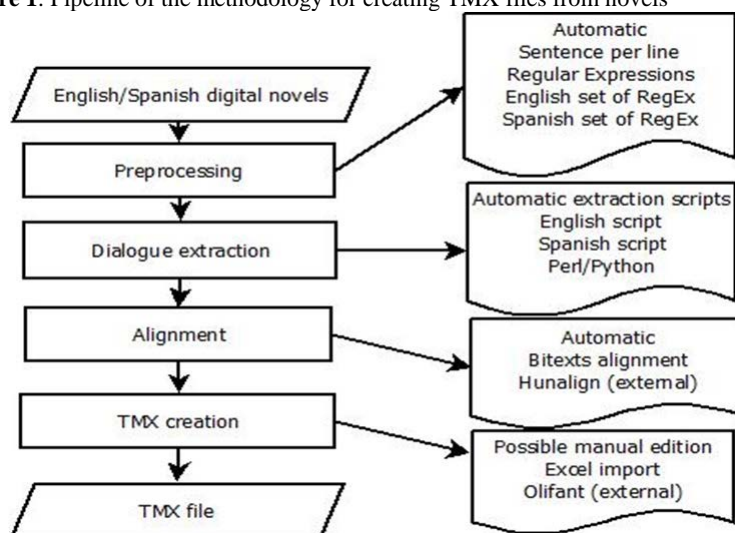 re 1. Pipeline of the methodology for creating TMX files from novels
English/Spanish digital novels
Automatic
Sentence per line
Regular Expressions
English set of RegEx
Spanish set of RegEx
Preprocessing
Automatic extraction scripts
English script
Spanish script
Perl/Python
Dialogue extraction
Automatic
Bitexts alignment
Hunalign (external)
Alignment
Possible manual edition
Excel import
Olifant (external)
TMX creation
TMX file